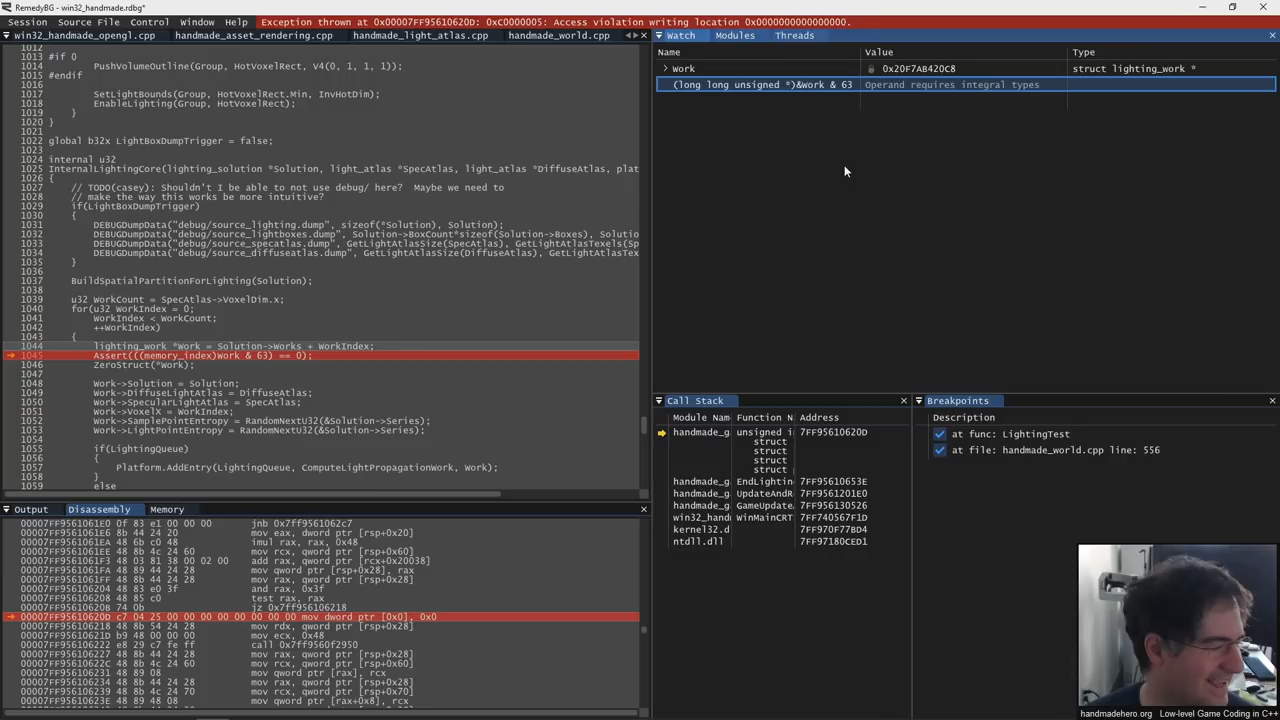 RemedyBG - win32_handmade.rdbg*
Session Source File Control Window Help Exception thrown at 0x00007FF95610620D: 0xC0000005: Access violation writing location 0x0000000000000000.
win32_handmade_opengl.cpp handmade_asset_rendering.cpp handmade_light_atlas.cpp handmade_world.cpp
1012
1013 #if 0
1014 PushVolumeOutline(Group, HotVoxelRect, V4(0, 1, 1, 1));
1015 #endif
1016
1017 SetLightBounds(Group, HotVoxelRect.Min, InvHotDim);
1018 EnableLighting(Group, HotVoxelRect);
1019 }
1020 }
1021
1022 global b32x LightBoxDumpTrigger = false;
1023
1024 internal u32
1025 InternalLightingCore(lighting_solution *Solution, light_atlas *SpecAtlas, light_atlas *DiffuseAtlas, plat
1026 {
1027 // TODO(casey): Shouldn't I be able to not use debug/ here? Maybe we need to
1028 // make the way this works be more intuitive?
1029 if(LightBoxDumpTrigger)
1030 {
1031 DEBUGDumpData("debug/source_lighting.dump", sizeof(*Solution), Solution);
1032 DEBUGDumpData("debug/source_lightboxes.dump", Solution->BoxCount*sizeof(Solution->Boxes), Solutio
1033 DEBUGDumpData("debug/source_specatlas.dump", GetLightAtlasSize(SpecAtlas), GetLightAtlasTexels(Sp
1034 DEBUGDumpData("debug/source_diffuseatlas.dump", GetLightAtlasSize(DiffuseAtlas), GetLightAtlasTex
1035 }
1036
1037 BuildSpatialPartitionForLighting(Solution);
1038
1039 u32 WorkCount = SpecAtlas->VoxelDim.x;
1040 for(u32 WorkIndex = 0;
1041 WorkIndex < WorkCount;
1042 ++WorkIndex)
1043 {
1044 lighting_work *Work = Solution->Works + WorkIndex;
1045 Assert(((memory_index)Work & 63) == 0);
1046 ZeroStruct(*Work);
1047
1048 Work->Solution = Solution;
1049 Work->DiffuseLightAtlas = DiffuseAtlas;
1050 Work->SpecularLightAtlas = SpecAtlas;
1051 Work->VoxelX = WorkIndex;
1052 Work->SamplePointEntropy = RandomNextU32(&Solution->Series);
1053 Work->LightPointEntropy = RandomNextU32(&Solution->Series);
1054
1055 if(LightingQueue)
1056 {
1057 Platform.AddEntry(LightingQueue, ComputeLightPropagationWork, Work);
1058 }
1059 else
Output Disassembly Memory
00007FF9561061E0 0f 83 e1 00 00 00 jnb 0x7ff9561062c7
00007FF9561061E6 8b 44 24 20 mov eax, dword ptr [rsp+0x20]
00007FF9561061EA 48 6b c0 48 imul rax, rax, 0x48
00007FF9561061EE 48 8b 4c 24 60 mov rcx, qword ptr [rsp+0x60]
00007FF9561061F3 48 03 81 38 00 02 00 add rax, qword ptr [rcx+0x20038]
00007FF9561061FA 48 89 44 24 28 mov qword ptr [rsp+0x28], rax
00007FF9561061FF 48 8b 44 24 28 mov rax, qword ptr [rsp+0x28]
00007FF956106204 48 83 e0 3f and rax, 0x3f
00007FF956106208 48 85 c0 test rax, rax
00007FF95610620B 74 0b jz 0x7ff956106218
00007FF95610620D c7 04 25 00 00 00 00 00 00 00 00 mov dword ptr [0x0], 0x0
00007FF956106218 48 8b 54 24 28 mov rdx, qword ptr [rsp+0x28]
00007FF95610621D b9 48 00 00 00 mov ecx, 0x48
00007FF956106222 e8 29 c7 fe ff call 0x7ff9560f2950
00007FF956106227 48 8b 44 24 28 mov rax, qword ptr [rsp+0x28]
00007FF95610622C 48 8b 4c 24 60 mov rcx, qword ptr [rsp+0x60]
00007FF956106231 48 89 08 mov qword ptr [rax], rcx
00007FF956106234 48 8b 44 24 28 mov rax, qword ptr [rsp+0x28]
00007FF956106239 48 8b 4c 24 70 mov rcx, qword ptr [rsp+0x70]
00007FF95610623E 48 89 48 08 mov qword ptr [rax+0x8], rcx
Watch Modules Threads
Name Value Type
work 0x20F7AB420C8 struct lighting_work *
(long long unsigned *)&Work & 63 Operand requires integral types
Call Stack
Module Nam Function N Address
handmade_g unsigned in 7FF95610620D
struct
struct
struct
struct
handmade_g EndLightin 7FF95610653E
handmade_g UpdateAndR 7FF9561201E0
handmade_g GameUpdate 7FF956130526
win32_hand WinMainCRT 7FF740567F1D
kernel32.d 7FF970F77BD4
ntdll.dll 7FF97180CED1
Breakpoints
Description
at func: LightingTest
at file: handmade_world.cpp line: 556
handmadehero.org Low-level Game Coding in C++